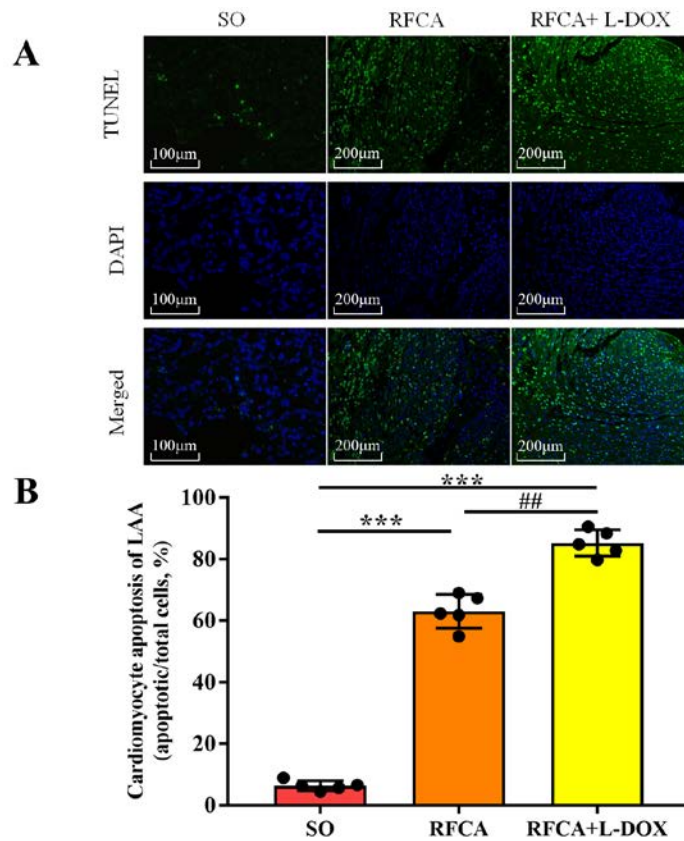 A
SO RFCA RFCA+ L-DOX
TUNEL
100μm 200μm 200μm
DAPI
100μm 200μm 200μm
Merged
100μm 200μm 200μm
B
Cardiomyocyte apoptosis of LAA
(apoptotic/total cells, %)
100
80
60
40
20
0
***
***
##
SO RFCA RFCA+L-DOX